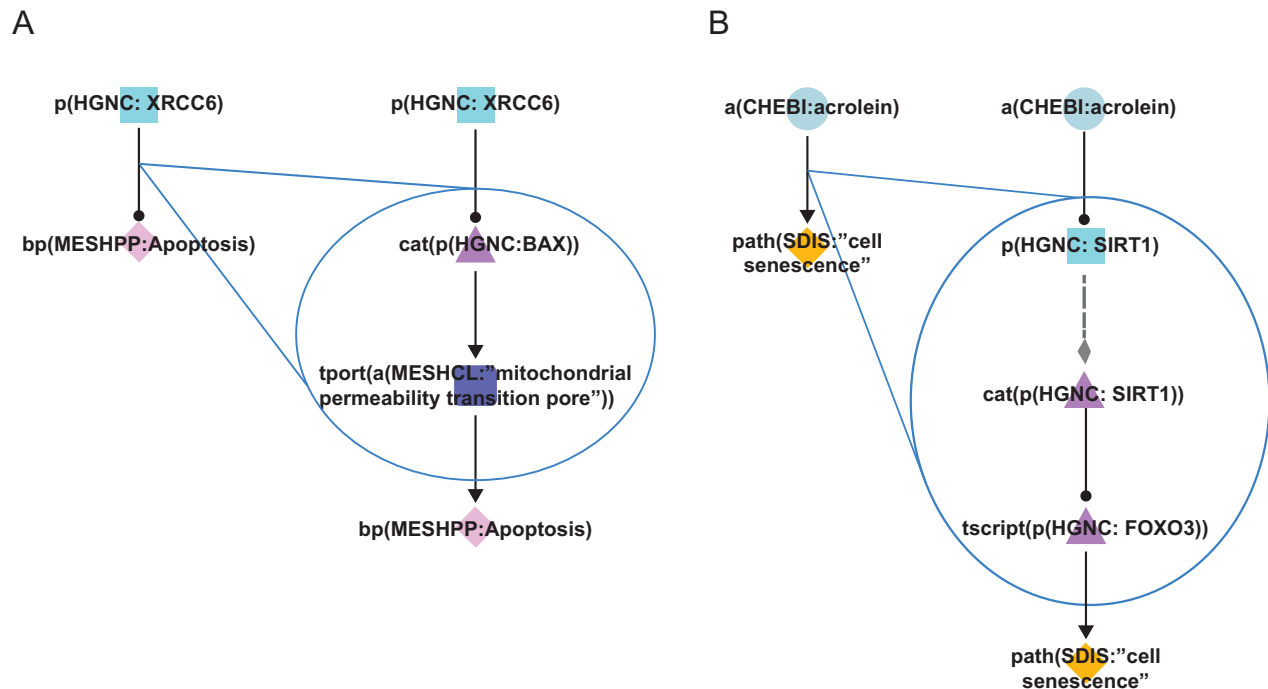 A
B
p(HGNC: XRCC6)
p(HGNC: XRCC6)
a(CHEBI:acrolein)
a(CHEBI:acrolein)
bp(MESHPP:Apoptosis)
cat(p(HGNC:BAX))
path(SDIS:”cell
senescence”
p(HGNC: SIRT1)
tport(a(MESHCL:”mitochondrial
permeability transition pore”))
cat(p(HGNC: SIRT1))
bp(MESHPP:Apoptosis)
tscript(p(HGNC: FOXO3))
path(SDIS:”cell
senescence”